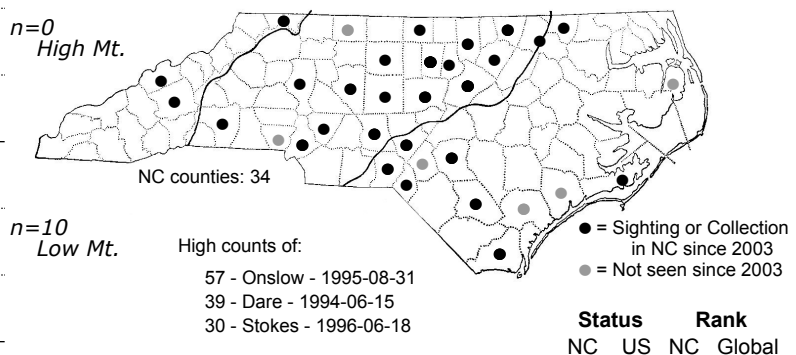 n=0
High Mt.
NC counties: 34
n=10
Low Mt.
High counts of:
57 - Onslow - 1995-08-31
39 - Dare - 1994-06-15
30 - Stokes - 1996-06-18
● = Sighting or Collection
in NC since 2003
● = Not seen since 2003
Status Rank
NC US NC Global